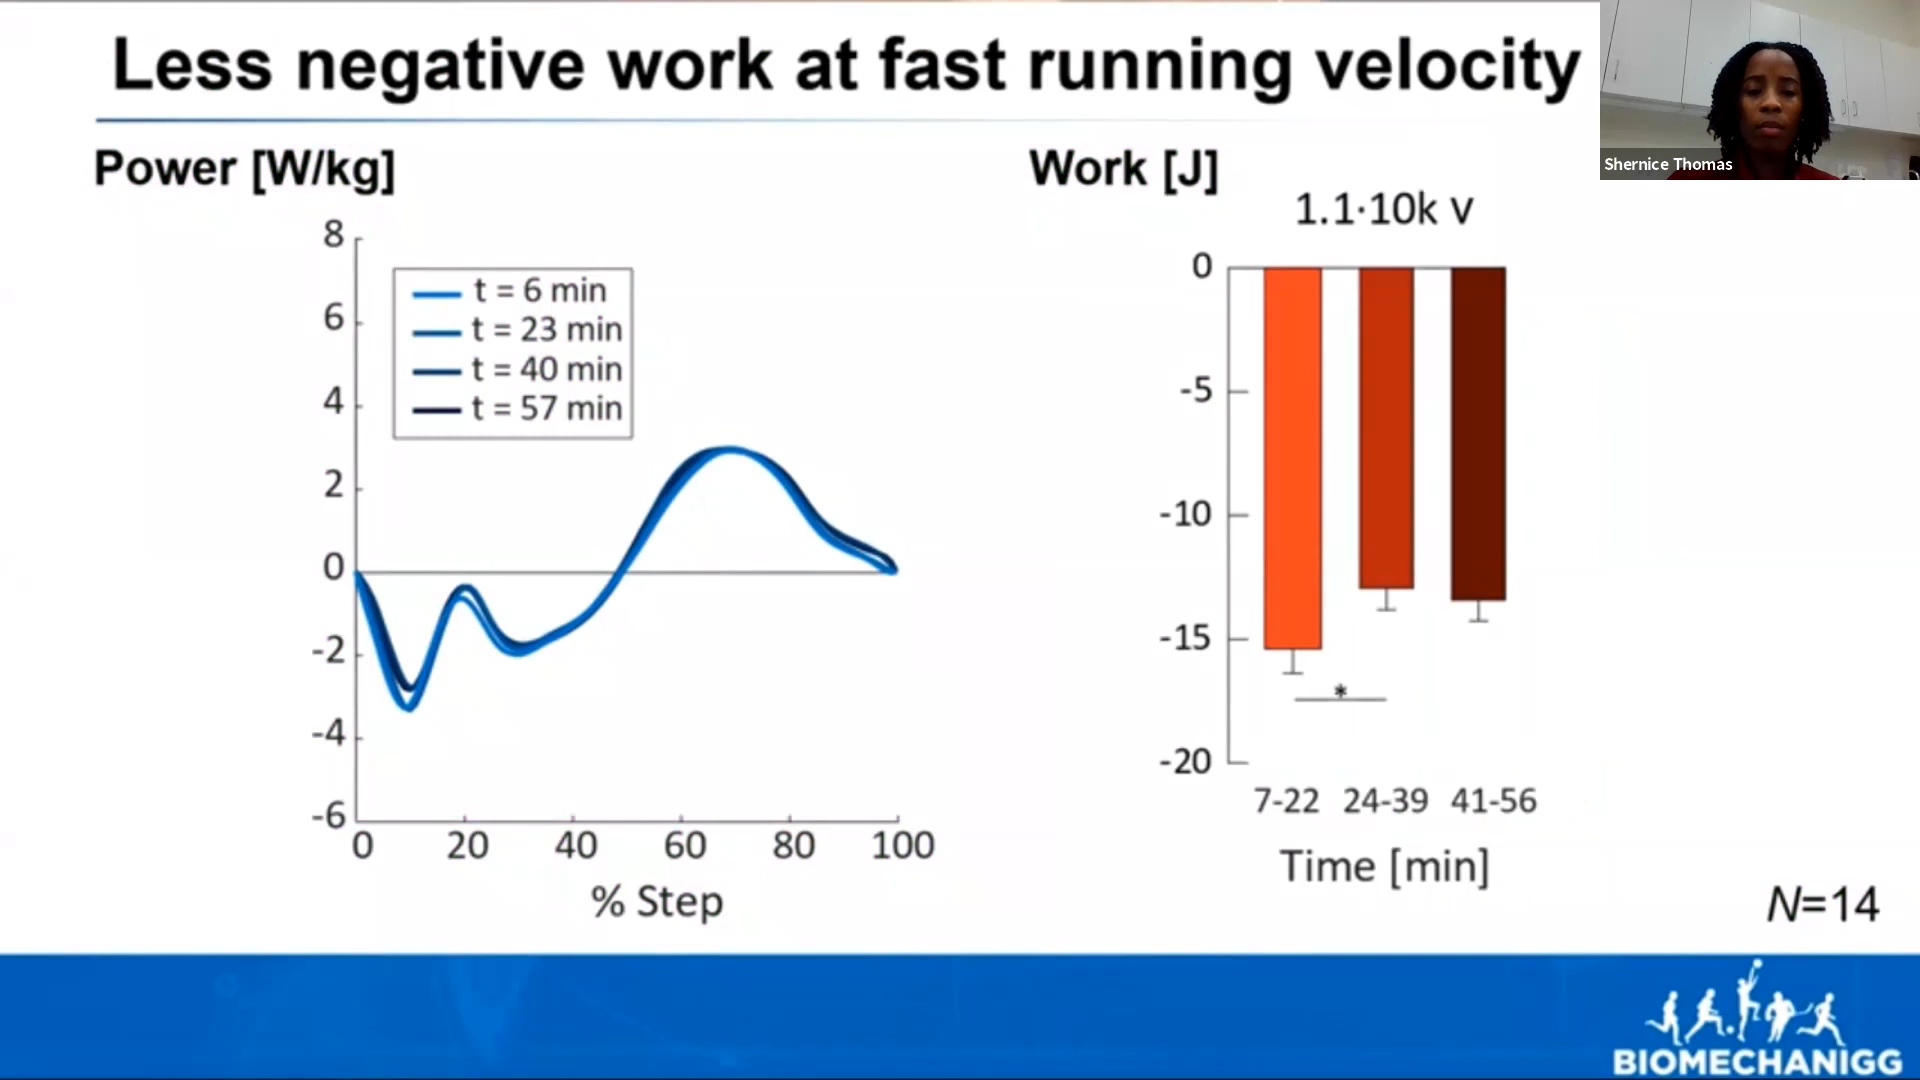 Less negative work at fast running velocity
Shernice Thomas
Power [W/kg]
8
6
4
2
0
-2
-4
-6
t = 6 min
t = 23 min
t = 40 min
t = 57 min
0 20 40 60 80 100
% Step
Work [J]
1.1·10k v
0
-5
-10
-15
-20
*
7-22 24-39 41-56
Time [min]
N=14
BIOMECHANIGG